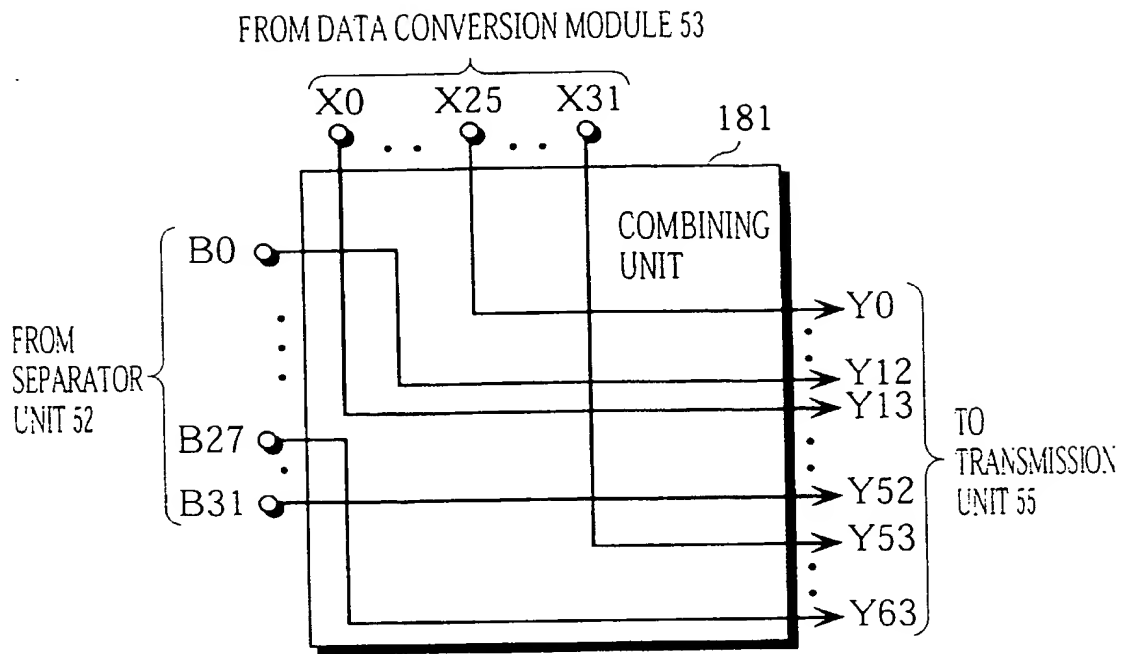 FROM DATA CONVERSION MODULE 53
X0 X25 X31
181
COMBINING
UNIT
B0
B27
B31
FROM
SEPARATOR
UNIT 52
Y0
Y12
Y13
Y52
Y53
Y63
TO
TRANSMISSION
UNIT 55